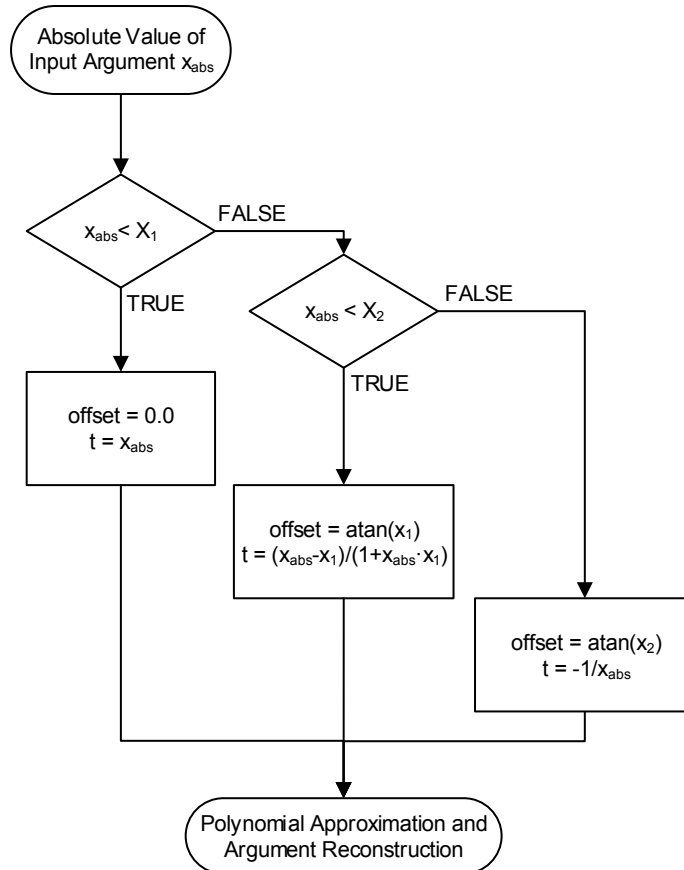 Absolute Value of
Input Argument xabs
xabs< X1
FALSE
TRUE
xabs < X2
FALSE
TRUE
offset = 0.0
t = xabs
offset = atan(x1)
t = (xabs-x1)/(1+xabs·x1)
offset = atan(x2)
t = -1/xabs
Polynomial Approximation and
Argument Reconstruction